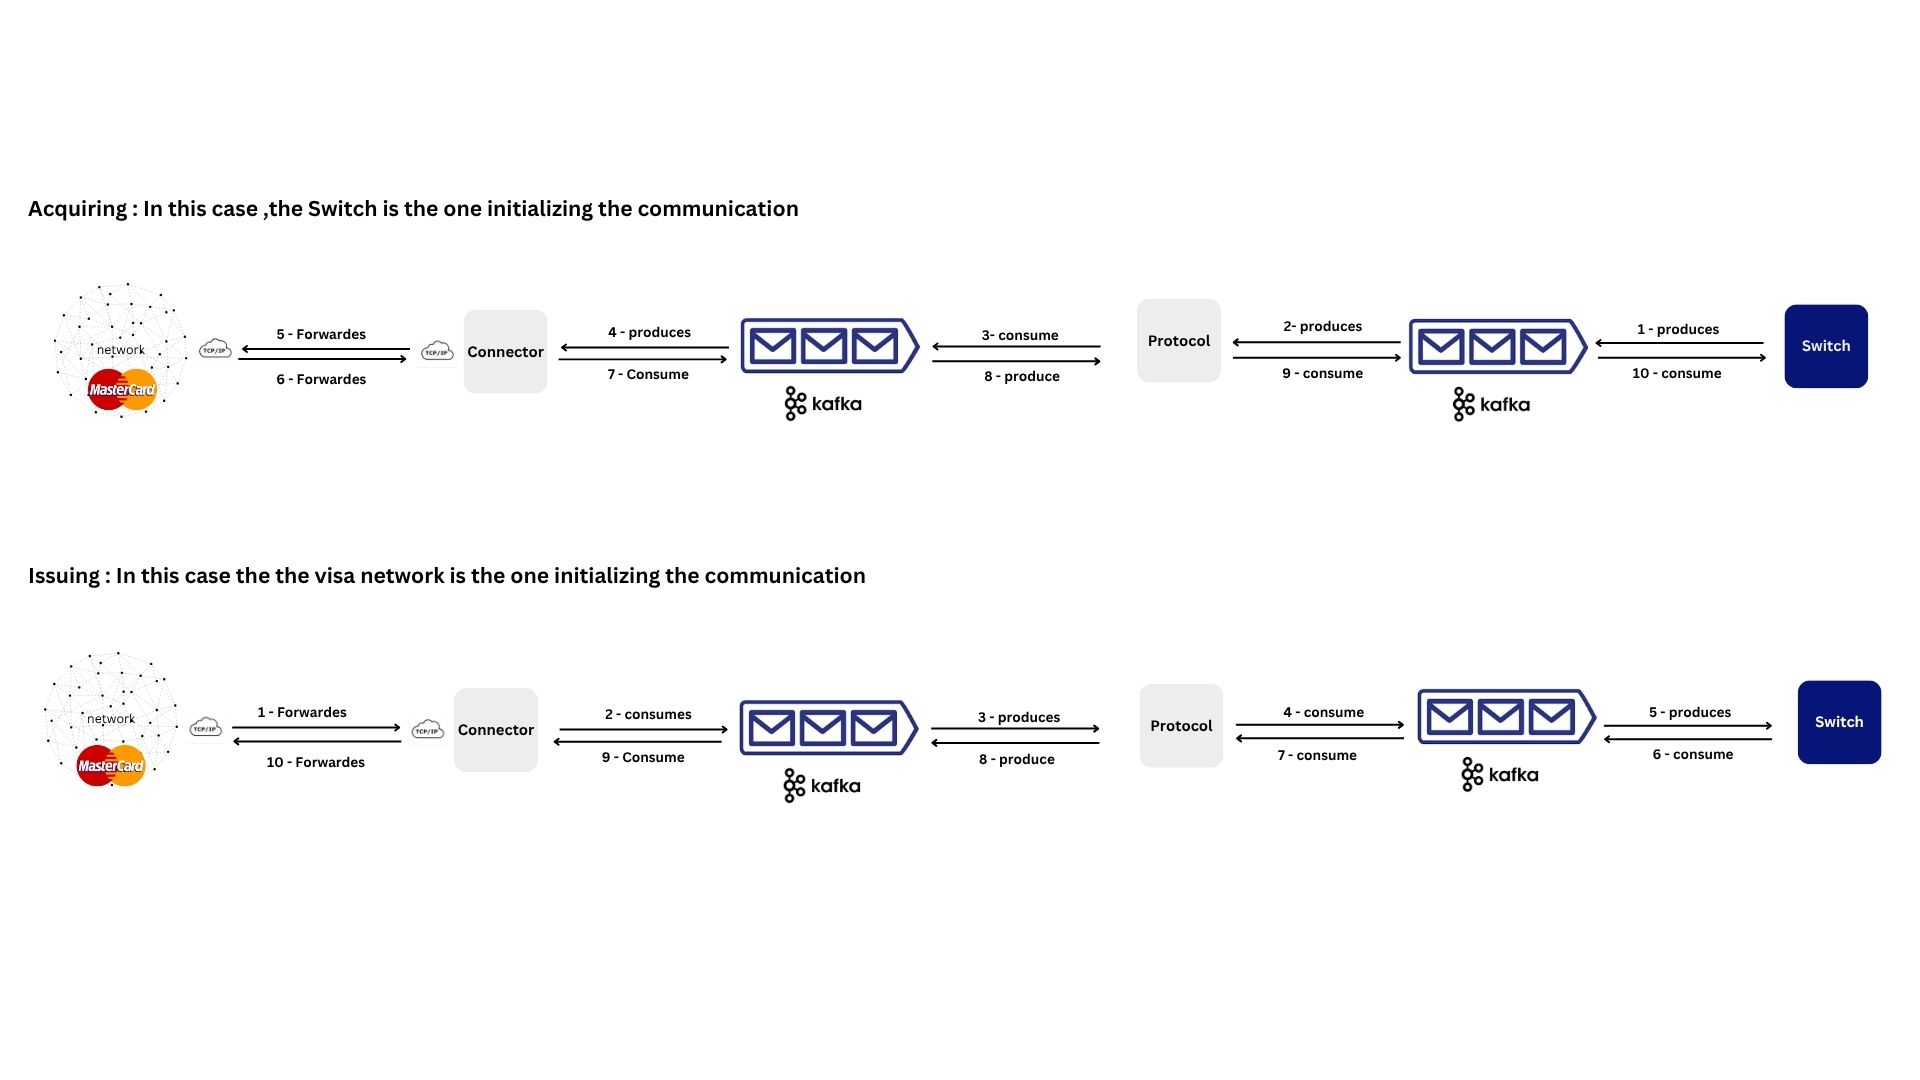 Acquiring : In this case ,the Switch is the one initializing the communication
5 - Forwardes
4 - produces
3- consume
2- produces
1 - produces
network
TCP/IP
TCP/IP
Connector
Protocol
Switch
MasterCard
6 - Forwardes
7 - Consume
8 - produce
9 - consume
10 - consume
kafka
kafka
Issuing : In this case the the visa network is the one initializing the communication
1 - Forwardes
2 - consumes
3 - produces
4 - consume
5 - produces
network
TCP/IP
TCP/IP
Connector
Protocol
Switch
MasterCard
10 - Forwardes
9 - Consume
8 - produce
7 - consume
6 - consume
kafka
kafka